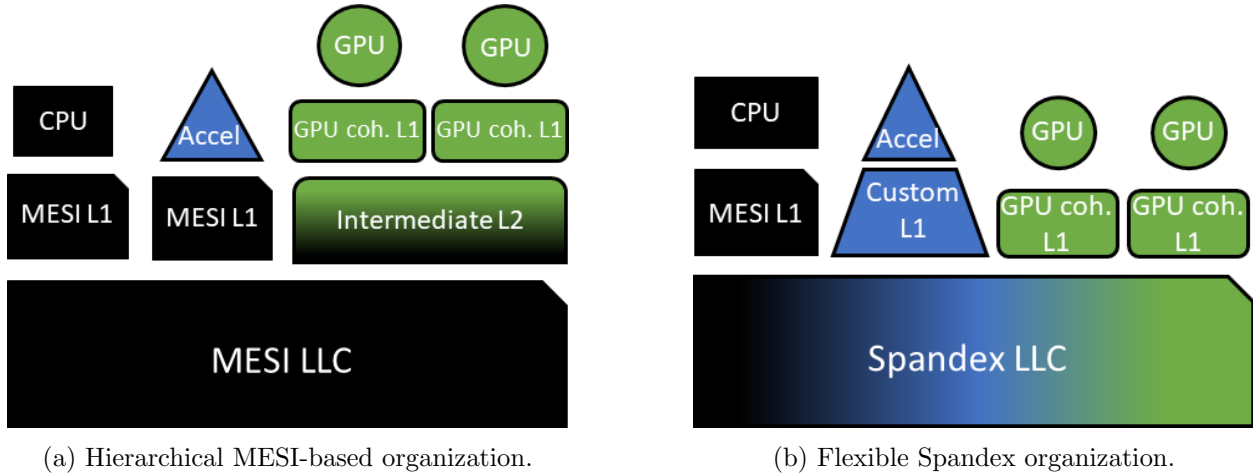 GPU
GPU
CPU
Accel
GPU coh. L1
GPU coh. L1
MESI L1
MESI L1
Intermediate L2
MESI LLC
(a) Hierarchical MESI-based organization.
CPU
Accel
GPU
GPU
MESI L1
Custom
L1
GPU coh.
L1
GPU coh.
L1
Spandex LLC
(b) Flexible Spandex organization.